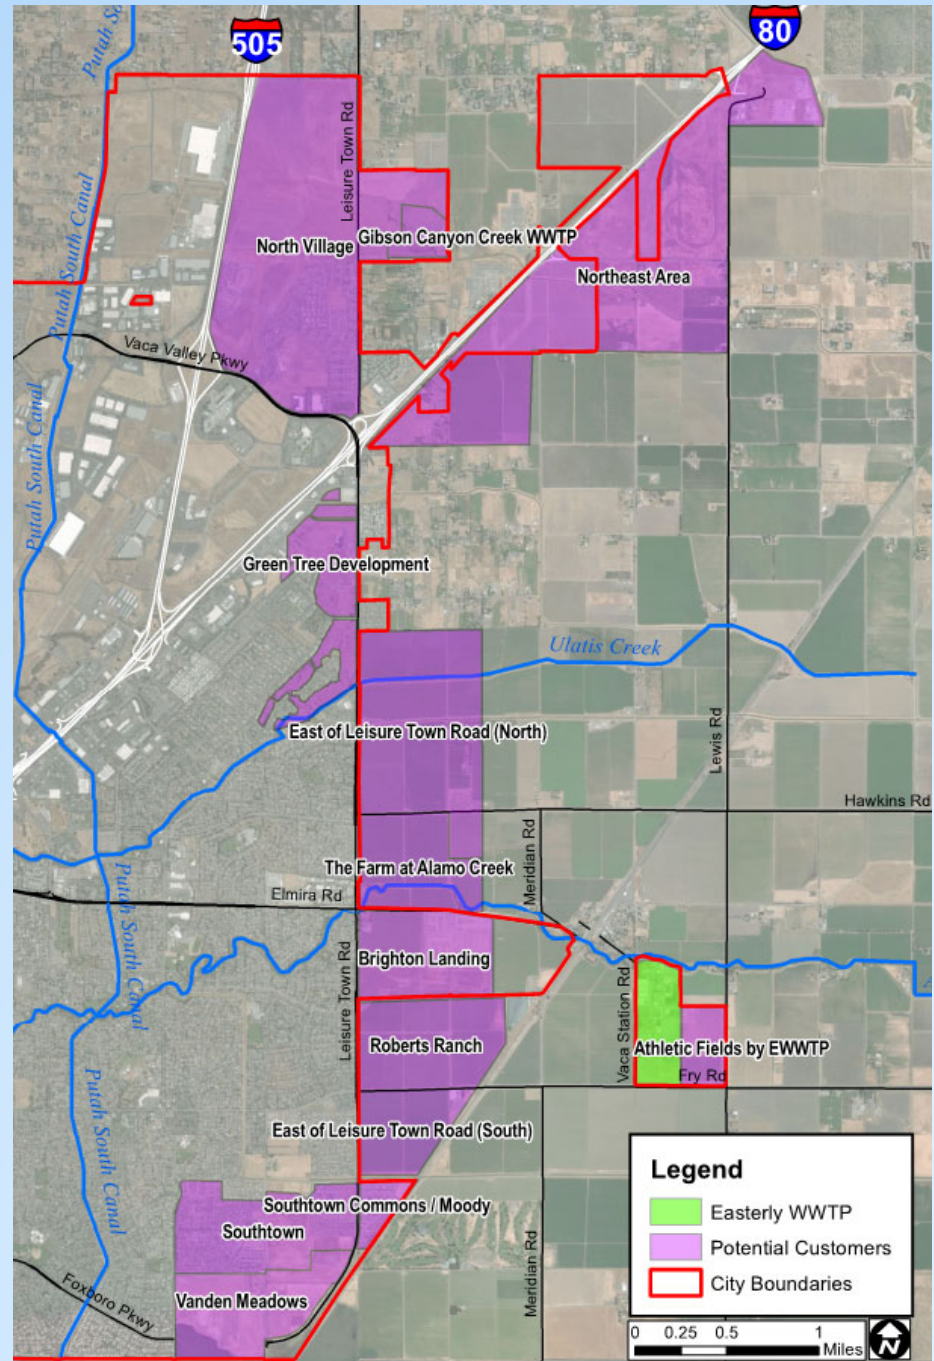 Putah So
505
80
Leisure Town Rd
Putah South Canal
North Village
Gibson Canyon Creek WWTP
Northeast Area
Vaca Valley Pkwy
Putah South Canal
Green Tree Development
Ulatis Creek
East of Leisure Town Road (North)
Lewis Rd
Hawkins Rd
Meridian Rd
The Farm at Alamo Creek
Elmira Rd
Putah South Canal
Brighton Landing
Leisure Town Rd
Vaca Station Rd
A
Roberts Ranch
Athletic Fields by EWWTP
Fry Rd
Putah South Canal
East of Leisure Town Road (South)
Southtown Commons / Moody
Southtown
Meridian Rd
Vanden Meadows
Foxboro Pkwy
Legend
Easterly WWTP
Potential Customers
City Boundaries
0 0.25 0.5 1
Miles
N